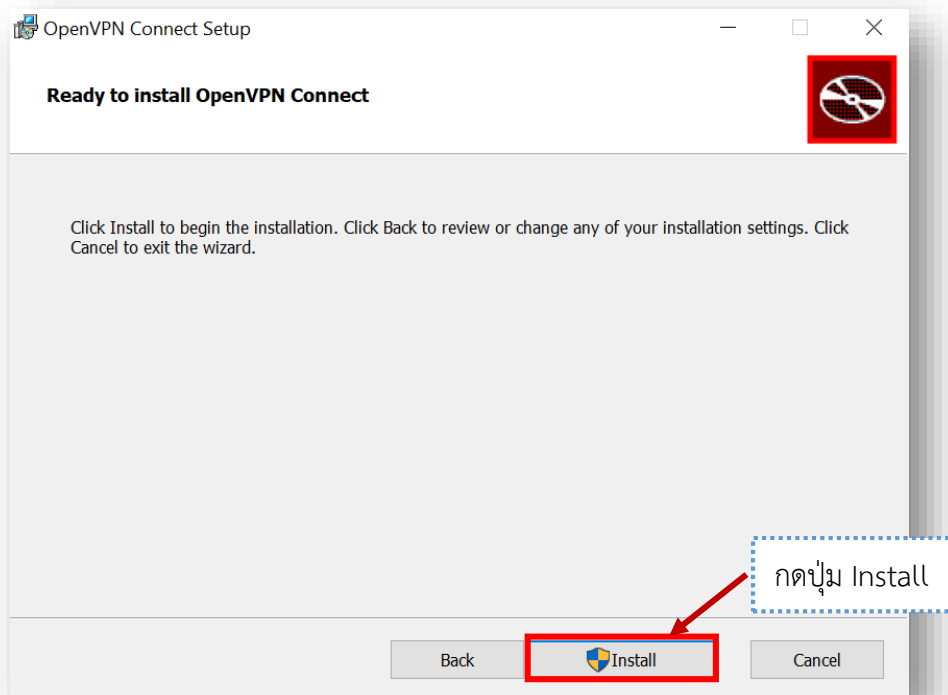 OpenVPN Connect Setup
Ready to install OpenVPN Connect
Click Install to begin the installation. Click Back to review or change any of your installation settings. Click
Cancel to exit the wizard.
กดปุ่ม Install
Back
Install
Cancel